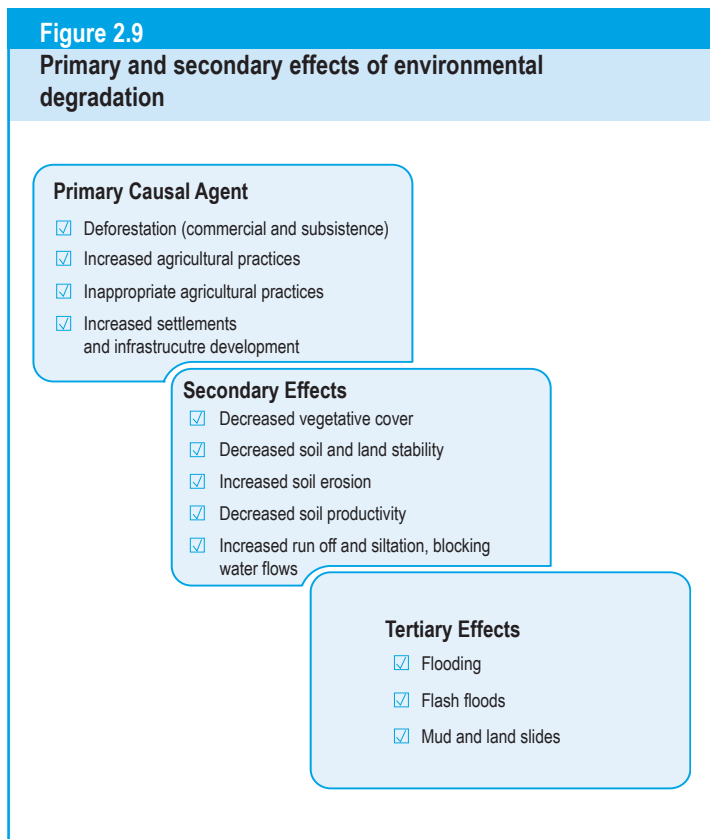 Figure 2.9
Primary and secondary effects of environmental
degradation
Primary Causal Agent
☑ Deforestation (commercial and subsistence)
☑ Increased agricultural practices
☑ Inappropriate agricultural practices
☑ Increased settlements
and infrastrucutre development
Secondary Effects
☑ Decreased vegetative cover
☑ Decreased soil and land stability
☑ Increased soil erosion
☑ Decreased soil productivity
☑ Increased run off and siltation, blocking
water flows
Tertiary Effects
☑ Flooding
☑ Flash floods
☑ Mud and land slides